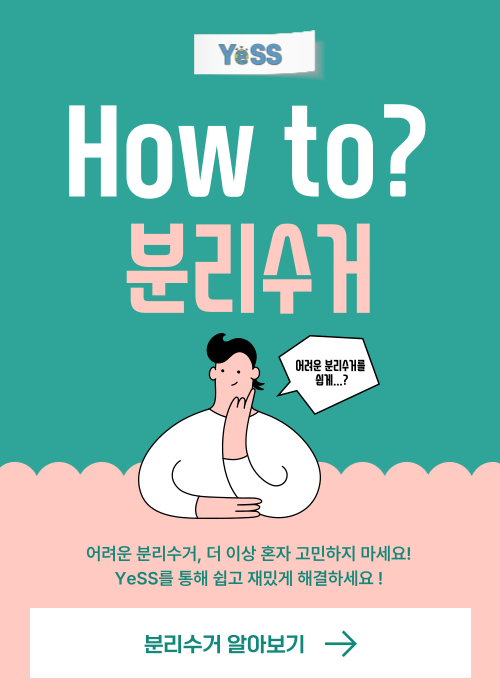 YeSS
How to?
분리수거
어려운 분리수거를
쉽게...?
어려운 분리수거, 더 이상 혼자 고민하지 마세요!
YeSS를 통해 쉽고 재밌게 해결하세요 !
분리수거 알아보기 →